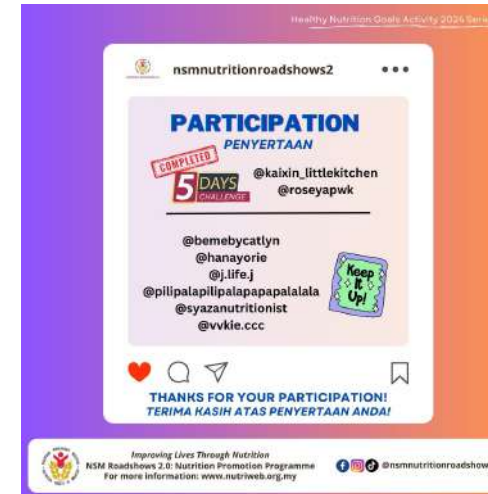 Healthy Nutrition Goals Activity 2024 Serie
nsmnutritionroadshows2
PARTICIPATION
PENYERTAAN
COMPLETED
5 DAYS
CHALLENGE
@kaixin_littlekitchen
@roseyapwk
@bemebycatlyn
@hanayorie
@j.life.j
@pilipalapilipalapapapalalala
@syazanutritionist
@vvkie.ccc
Keep
It
Up!
THANKS FOR YOUR PARTICIPATION!
TERIMA KASIH ATAS PENYERTAAN ANDA!
Improving Lives Through Nutrition
NSM Roadshows 2.0: Nutrition Promotion Programme
For more information: www.nutriweb.org.my
@nsmnutritionroadshow